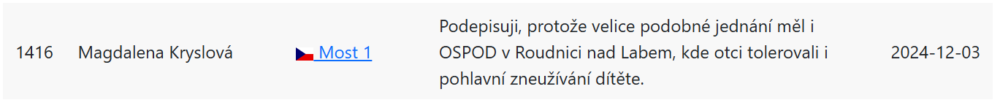 Podepisuji, protože velice podobné jednání měl i
1416 Magdalena Kryslová Most 1 OSPOD v Roudnici nad Labem, kde otci tolerovali i 2024-12-03
pohlavní zneužívání dítěte.